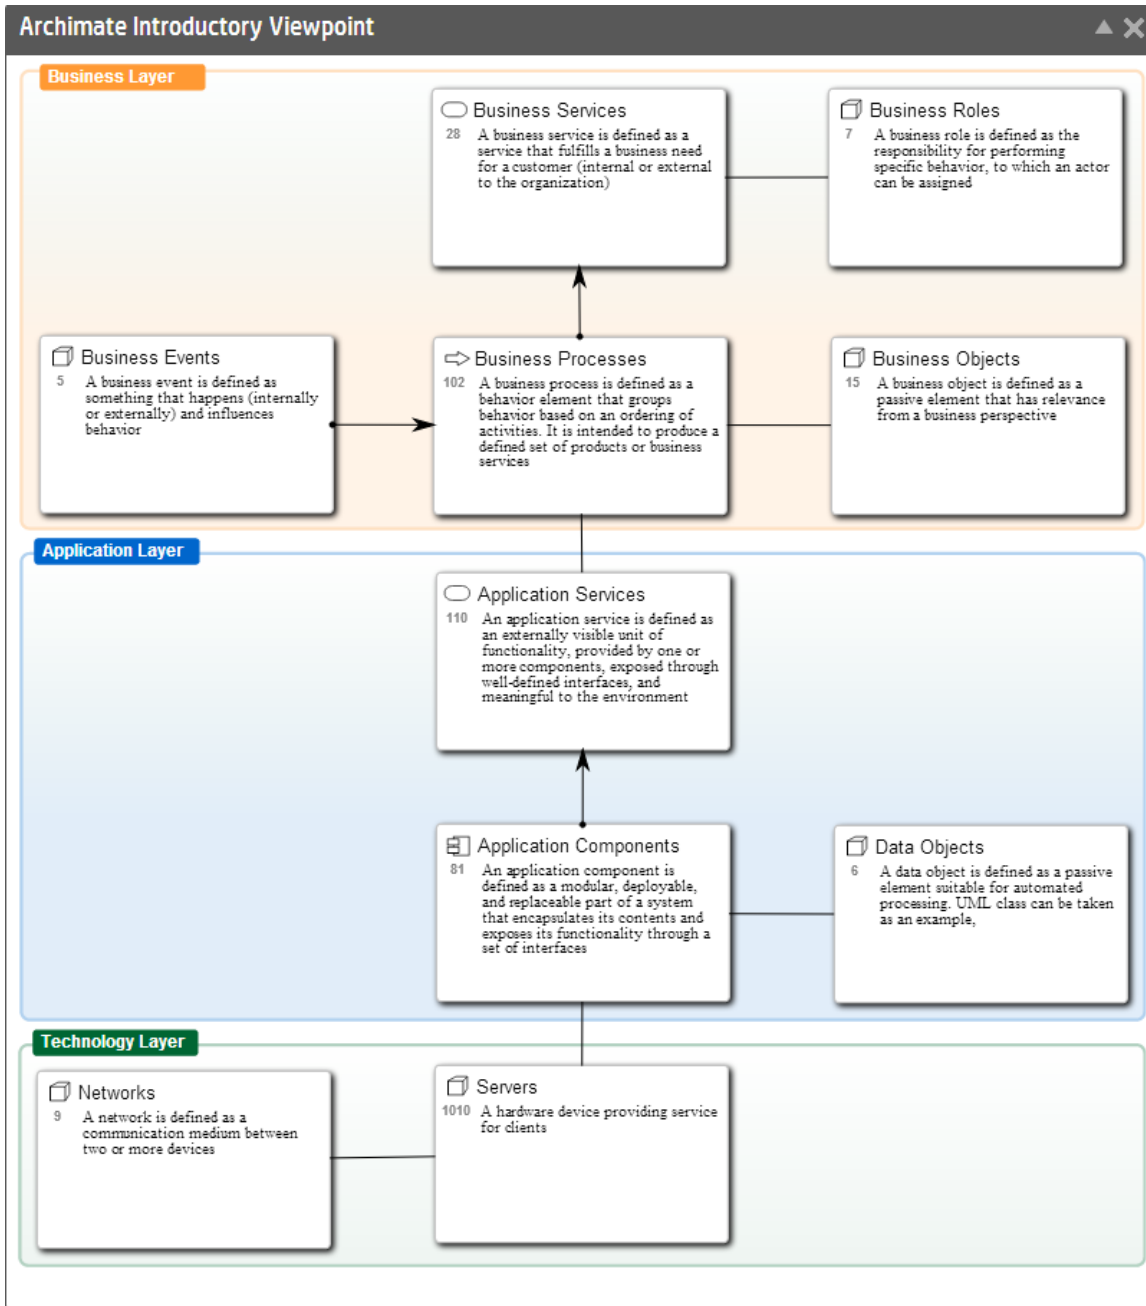 Archimate Introductory Viewpoint
Business Layer
Business Services
28
A business service is defined as a
service that fulfills a business need
for a customer (internal or external
to the organization)
Business Roles
7
A business role is defined as the
responsibility for performing
specific behavior, to which an actor
can be assigned
Business Events
5
A business event is defined as
something that happens (internally
or externally) and influences
behavior
Business Processes
102
A business process is defined as a
behavior element that groups
behavior based on an ordering of
activities. It is intended to produce a
defined set of products or business
services
Business Objects
15
A business object is defined as a
passive element that has relevance
from a business perspective
Application Layer
Application Services
110
An application service is defined as
an externally visible unit of
functionality, provided by one or
more components, exposed through
well-defined interfaces, and
meaningful to the environment
Application Components
81
An application component is
defined as a modular, deployable,
and replaceable part of a system
that encapsulates its contents and
exposes its functionality through a
set of interfaces
Data Objects
6
A data object is defined as a passive
element suitable for automated
processing. UML class can be taken
as an example,
Technology Layer
Networks
9
A network is defined as a
communication medium between
two or more devices
Servers
1010
A hardware device providing service
for clients